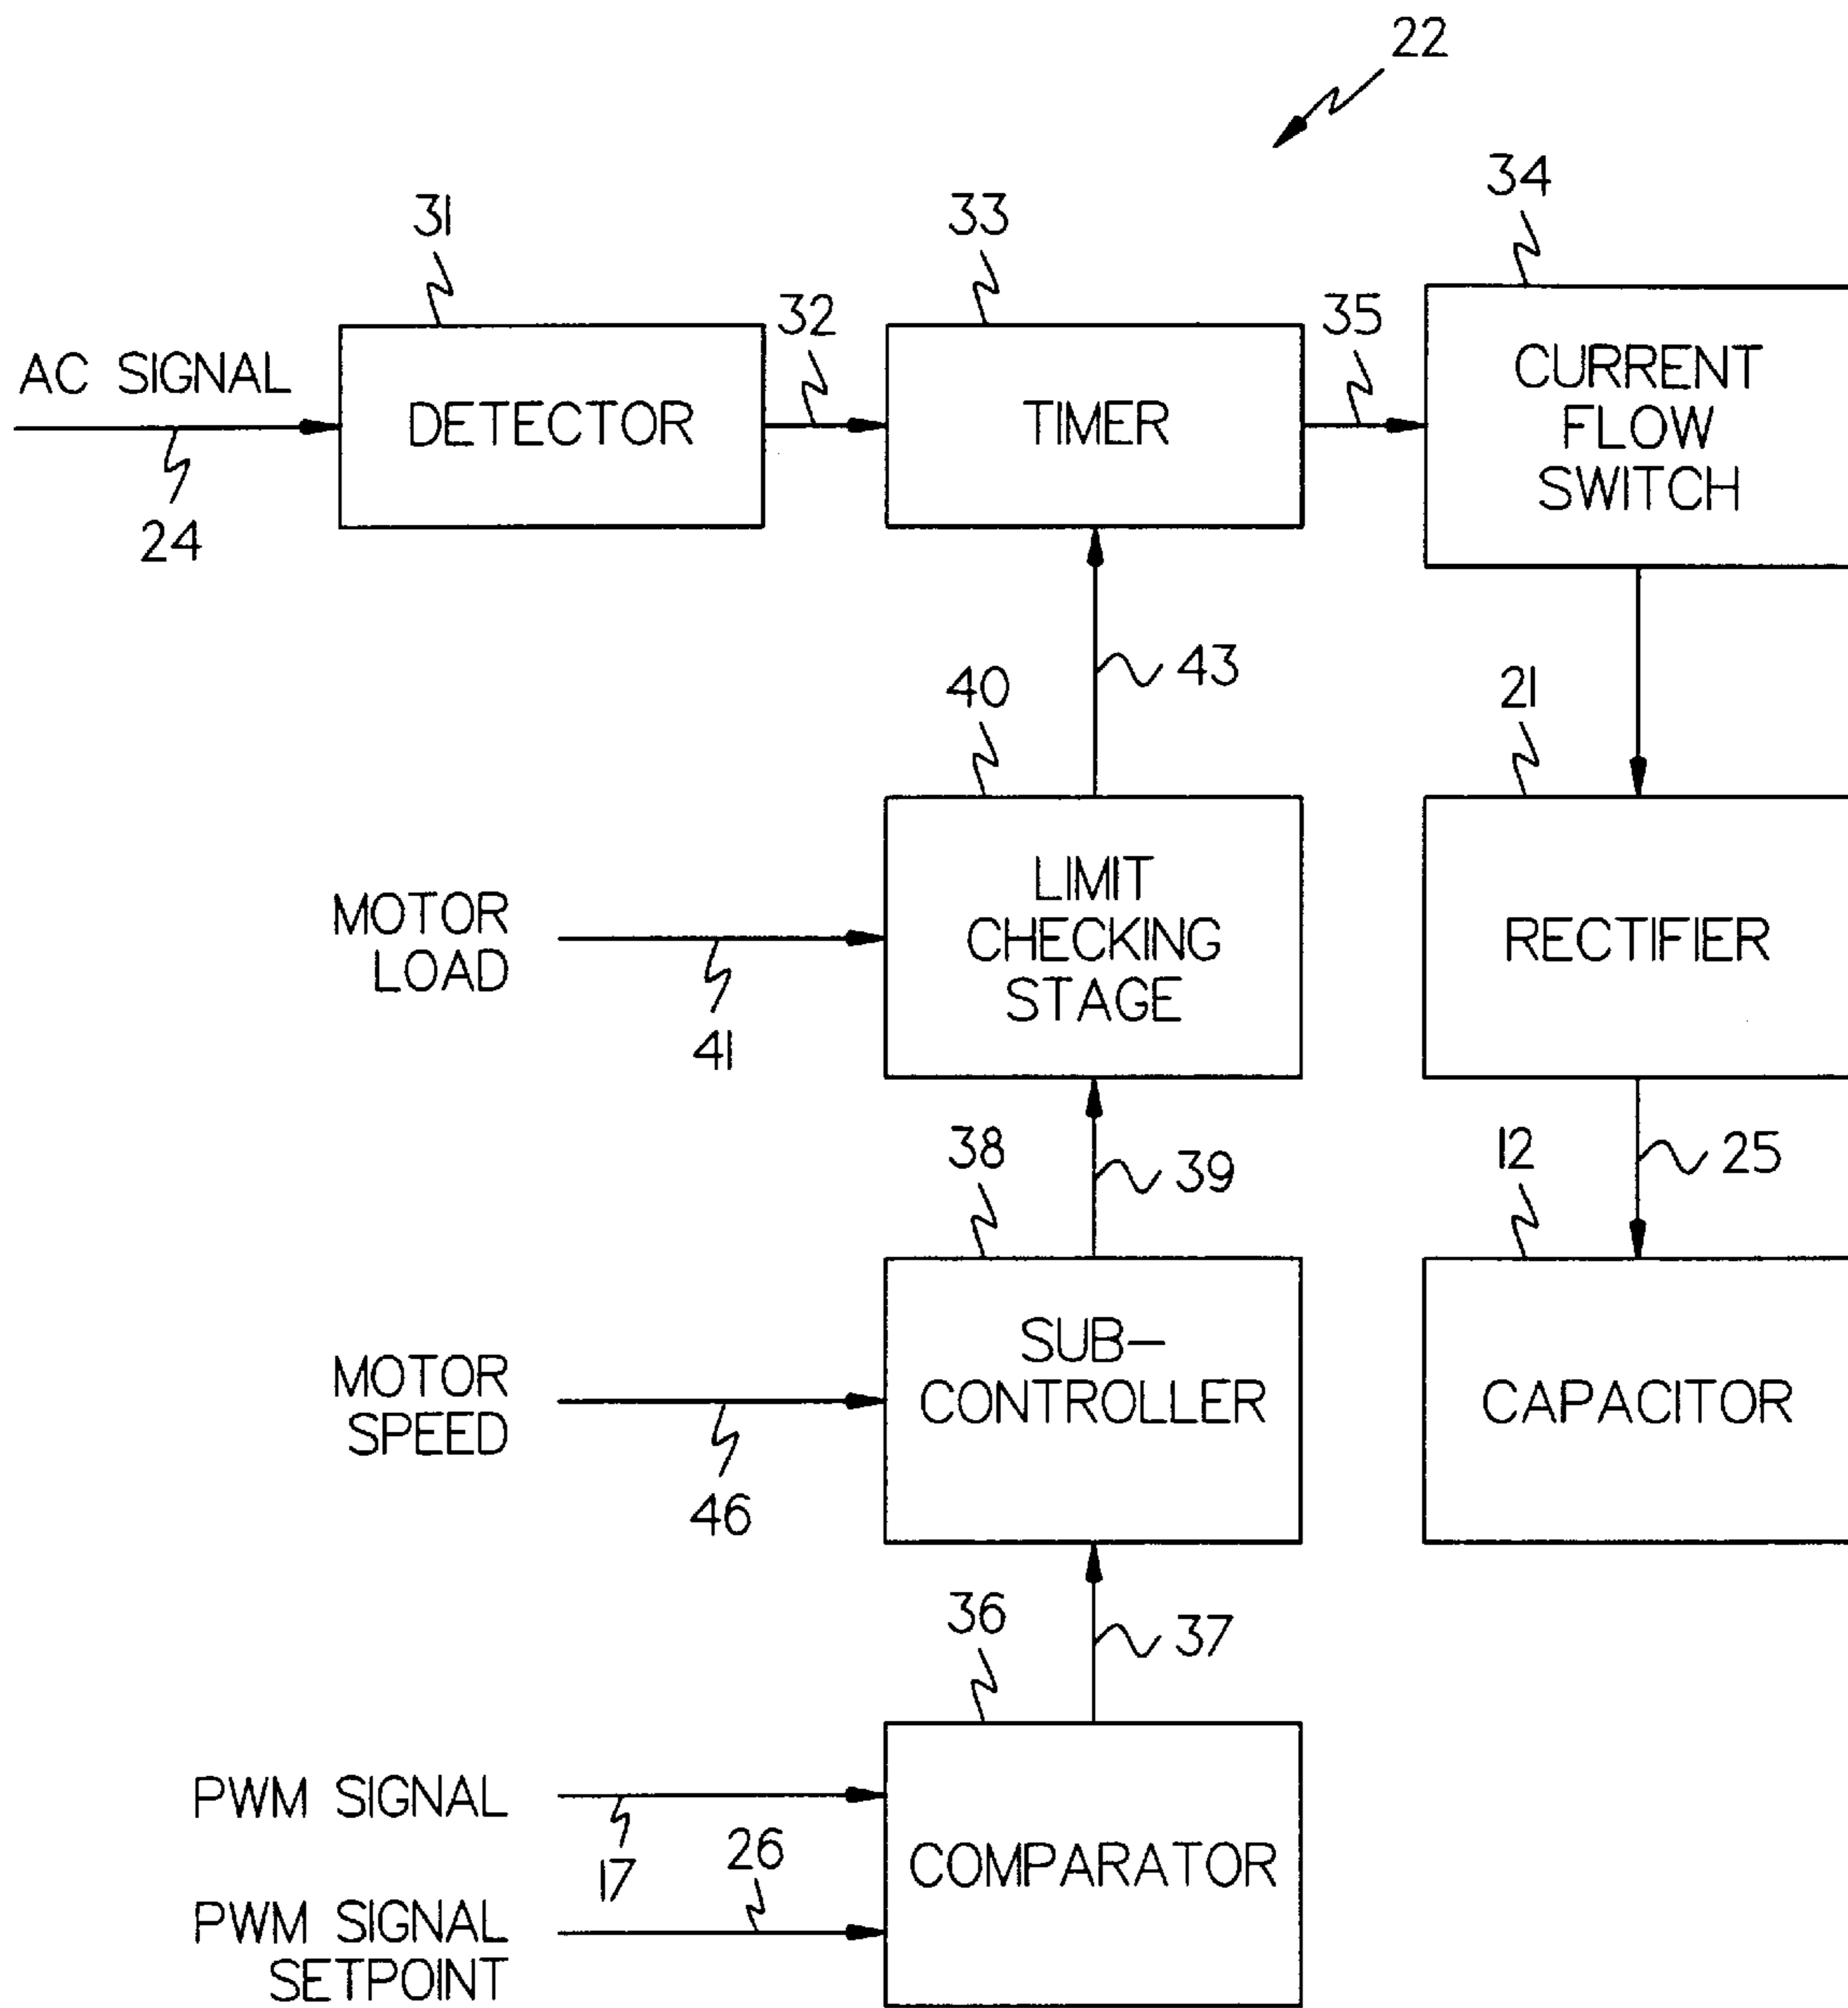 22
34
31
33
32
35
AC SIGNAL
DETECTOR
TIMER
CURRENT
FLOW
SWITCH
24
43
40
21
MOTOR
LOAD
41
LIMIT
CHECKING
STAGE
RECTIFIER
38
39
12
25
MOTOR
SPEED
46
SUB-
CONTROLLER
CAPACITOR
36
37
PWM SIGNAL
17
26
PWM SIGNAL
SETPOINT
COMPARATOR